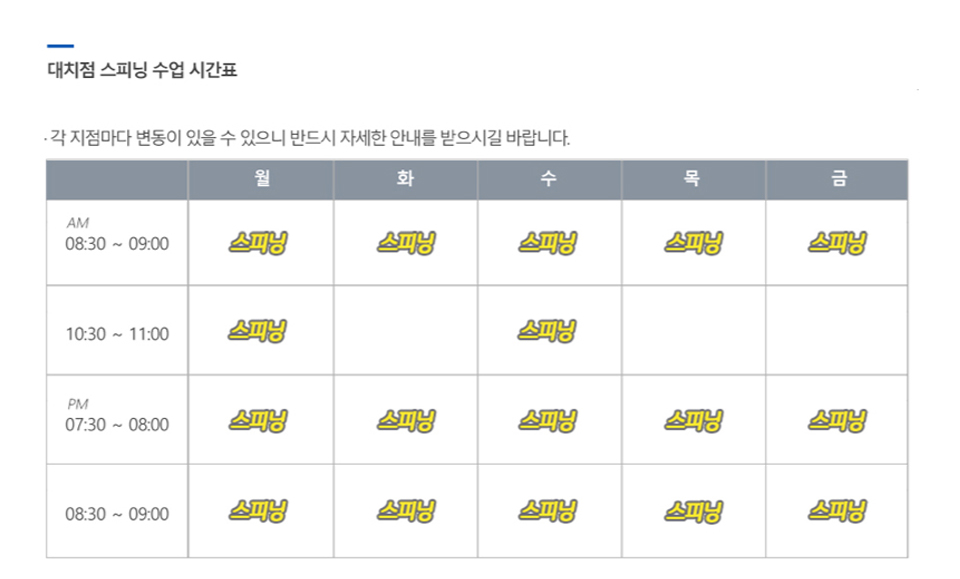 대치점 스피닝 수업 시간표
· 각 지점마다 변동이 있을 수 있으니 반드시 자세한 안내를 받으시길 바랍니다.
월 화 수 목 금
AM
08:30 ~ 09:00 스피닝 스피닝 스피닝 스피닝 스피닝
10:30 ~ 11:00 스피닝 스피닝
PM
07:30 ~ 08:00 스피닝 스피닝 스피닝 스피닝 스피닝
08:30 ~ 09:00 스피닝 스피닝 스피닝 스피닝 스피닝